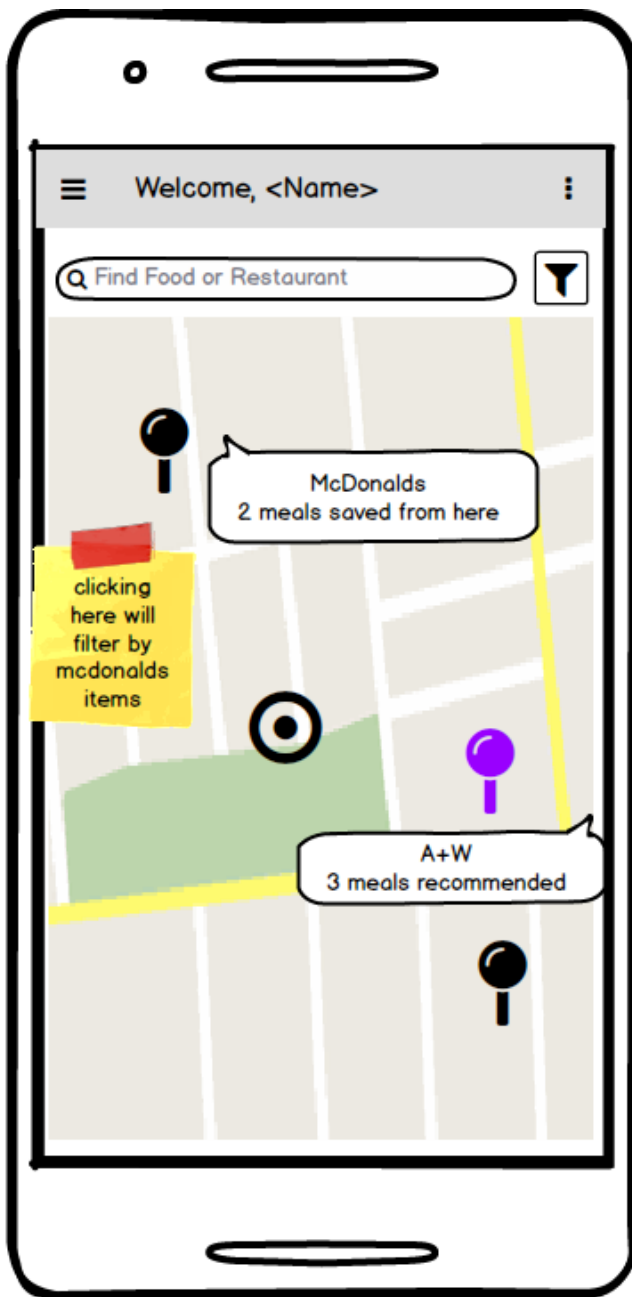 Welcome, <Name>
Find Food or Restaurant
McDonalds
2 meals saved from here
clicking
here will
filter by
mcdonalds
items
A+W
3 meals recommended